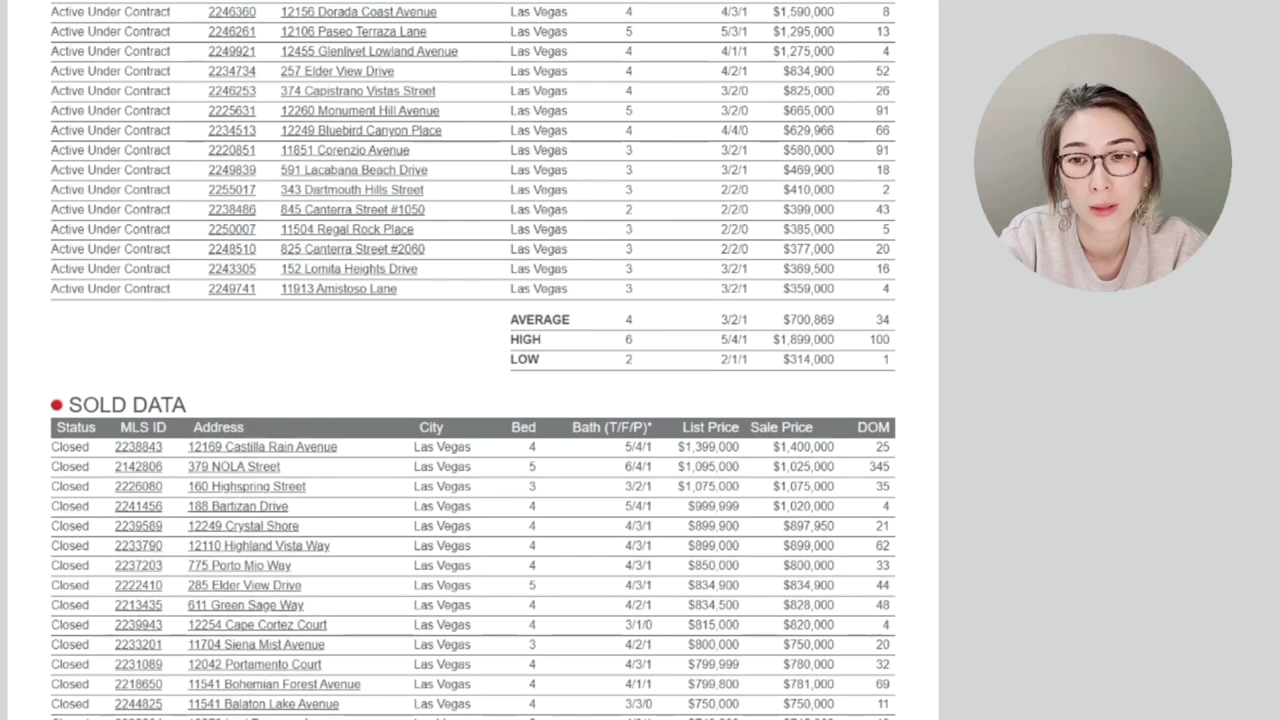 Active Under Contract 2246360 12156 Dorada Coast Avenue Las Vegas 4 4/3/1 $1,590,000 8
Active Under Contract 2246261 12106 Paseo Terraza Lane Las Vegas 5 5/3/1 $1,295,000 13
Active Under Contract 2249921 12455 Glenlivet Lowland Avenue Las Vegas 4 4/1/1 $1,275,000 4
Active Under Contract 2234734 257 Elder View Drive Las Vegas 4 4/2/1 $834,900 52
Active Under Contract 2246253 374 Capistrano Vistas Street Las Vegas 4 3/2/0 $825,000 26
Active Under Contract 2225631 12260 Monument Hill Avenue Las Vegas 5 3/2/0 $665,000 91
Active Under Contract 2234513 12249 Bluebird Canyon Place Las Vegas 4 4/4/0 $629,966 66
Active Under Contract 2220851 11851 Corenzio Avenue Las Vegas 3 3/2/1 $580,000 91
Active Under Contract 2249839 591 Lacabana Beach Drive Las Vegas 3 3/2/1 $469,900 18
Active Under Contract 2255017 343 Dartmouth Hills Street Las Vegas 3 2/2/0 $410,000 2
Active Under Contract 2238486 845 Canterra Street #1050 Las Vegas 2 2/2/0 $399,000 43
Active Under Contract 2250007 11504 Regal Rock Place Las Vegas 3 2/2/0 $385,000 5
Active Under Contract 2248510 825 Canterra Street #2060 Las Vegas 3 2/2/0 $377,000 20
Active Under Contract 2243305 152 Lomita Heights Drive Las Vegas 3 3/2/1 $369,500 16
Active Under Contract 2249741 11913 Amistoso Lane Las Vegas 3 3/2/1 $359,000 4
AVERAGE 4 3/2/1 $700,869 34
HIGH 6 5/4/1 $1,899,000 100
LOW 2 2/1/1 $314,000 1
SOLD DATA
Status MLS ID Address City Bed Bath (T/F/P)* List Price Sale Price DOM
Closed 2238843 12169 Castilla Rain Avenue Las Vegas 4 5/4/1 $1,399,000 $1,400,000 25
Closed 2142806 379 NOLA Street Las Vegas 5 6/4/1 $1,095,000 $1,025,000 345
Closed 2226080 160 Highspring Street Las Vegas 3 3/2/1 $1,075,000 $1,075,000 35
Closed 2241456 188 Bartizan Drive Las Vegas 4 5/4/1 $999,999 $1,020,000 4
Closed 2239589 12249 Crystal Shore Las Vegas 4 4/3/1 $899,900 $897,950 21
Closed 2233790 12110 Highland Vista Way Las Vegas 4 4/3/1 $899,000 $899,000 62
Closed 2237203 775 Porto Mio Way Las Vegas 4 4/3/1 $850,000 $800,000 33
Closed 2222410 285 Elder View Drive Las Vegas 5 4/3/1 $834,900 $834,900 44
Closed 2213435 611 Green Sage Way Las Vegas 4 4/2/1 $834,500 $828,000 48
Closed 2239943 12254 Cape Cortez Court Las Vegas 4 3/1/0 $815,000 $820,000 4
Closed 2233201 11704 Siena Mist Avenue Las Vegas 3 4/2/1 $800,000 $750,000 20
Closed 2231089 12042 Portamento Court Las Vegas 4 4/3/1 $799,999 $780,000 32
Closed 2218650 11541 Bohemian Forest Avenue Las Vegas 4 4/1/1 $799,800 $781,000 69
Closed 2244825 11541 Balaton Lake Avenue Las Vegas 4 3/3/0 $750,000 $750,000 11